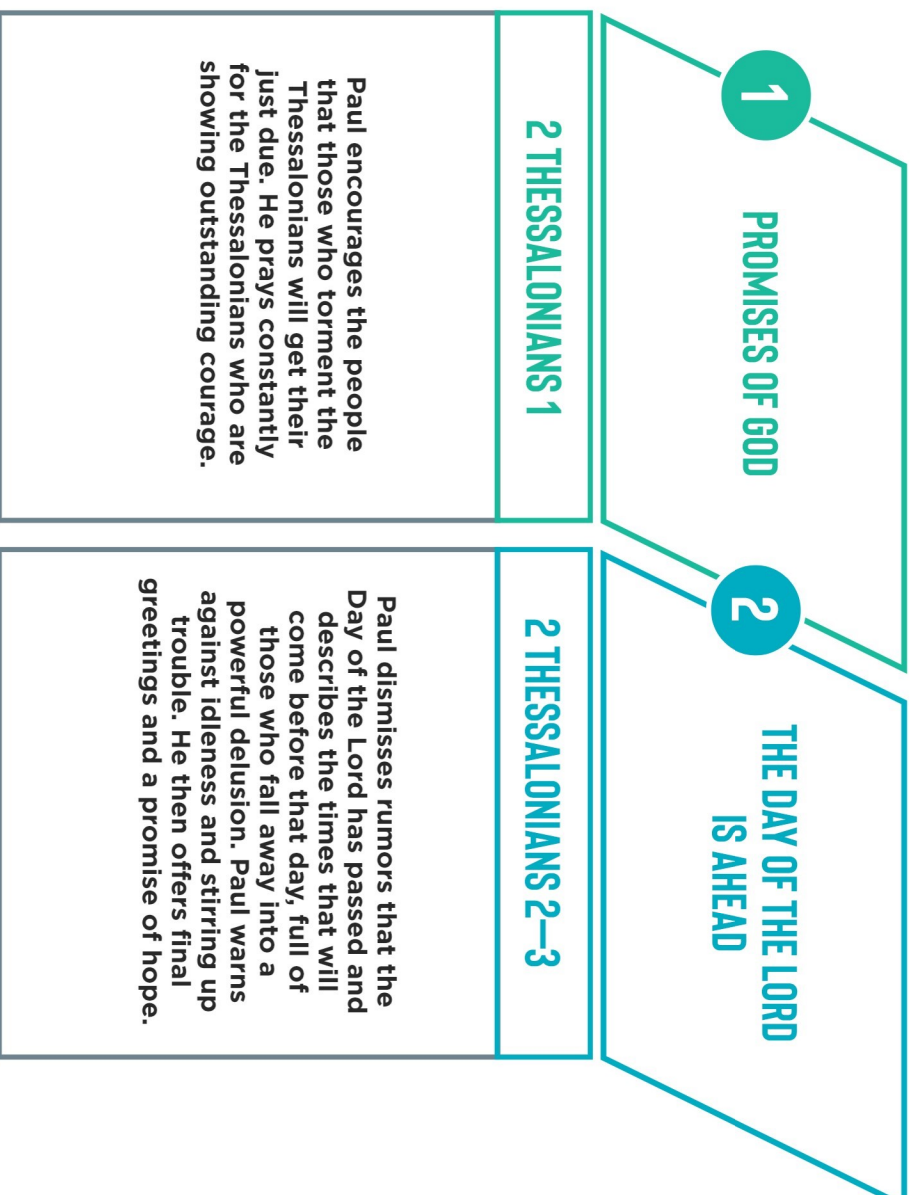 1
PROMISES OF GOD
2 THESSALONIANS 1
Paul encourages the people
that those who torment the
Thessalonians will get their
just due. He prays constantly
for the Thessalonians who are
showing outstanding courage.
2
THE DAY OF THE LORD
IS AHEAD
2 THESSALONIANS 2—3
Paul dismisses rumors that the
Day of the Lord has passed and
describes the times that will
come before that day, full of
those who fall away into a
powerful delusion. Paul warns
against idleness and stirring up
trouble. He then offers final
greetings and a promise of hope.